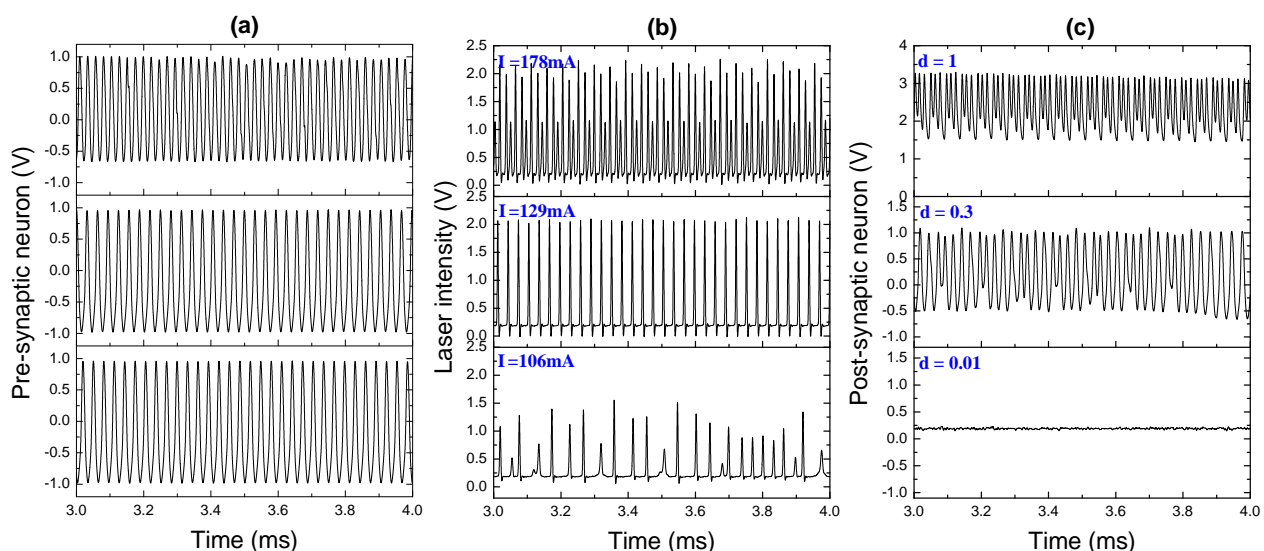 (a)
Pre-synaptic neuron (V)
1.0
0.5
0.0
-0.5
-1.0
1.0
0.5
0.0
-0.5
-1.0
1.0
0.5
0.0
-0.5
-1.0
3.0 3.2 3.4 3.6 3.8 4.0
Time (ms)
(b)
Laser intensity (V)
2.5
I =178mA
2.0
1.5
1.0
0.5
0.0
2.5
I =129mA
2.0
1.5
1.0
0.5
0.0
2.5
I =106mA
2.0
1.5
1.0
0.5
0.0
3.0 3.2 3.4 3.6 3.8 4.0
Time (ms)
(c)
Post-synaptic neuron (V)
4
d = 1
3
2
1
0
1.5
d = 0.3
1.0
0.5
0.0
-0.5
-1.0
1.5
d = 0.01
1.0
0.5
0.0
-0.5
-1.0
3.0 3.2 3.4 3.6 3.8 4.0
Time (ms)